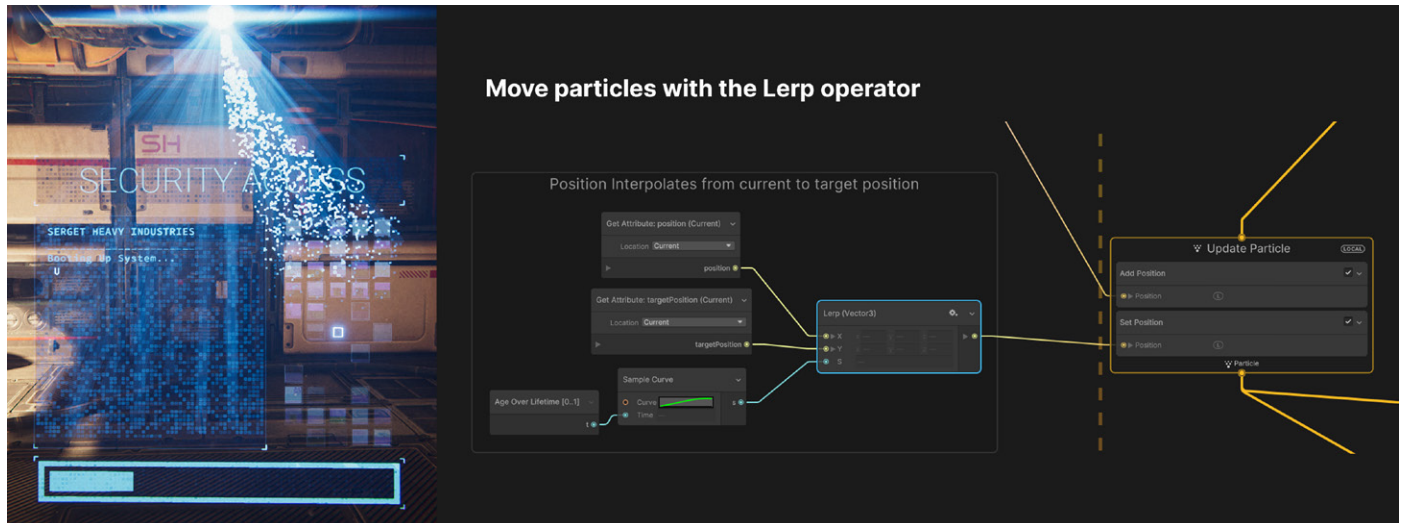 SH
SECURITY ACCESS
SERGET HEAVY INDUSTRIES
Booting Up System...
U
Move particles with the Lerp operator
Position Interpolates from current to target position
Get Attribute: position (Current)
Location Current
position
Get Attribute: targetPosition (Current)
Location Current
targetPosition
Age Over Lifetime [0..1]
t
Sample Curve
Curve
s
Time
Lerp (Vector3)
X
Y
S
Update Particle
LOCAL
Add Position
Position
Set Position
Position
Particle